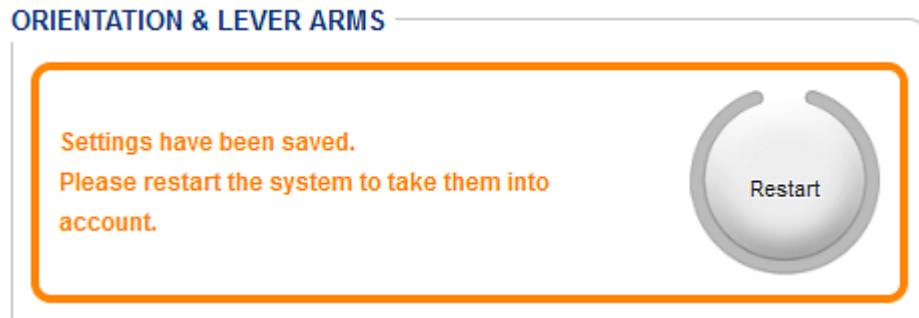 ORIENTATION & LEVER ARMS
Settings have been saved.
Please restart the system to take them into
account.
Restart